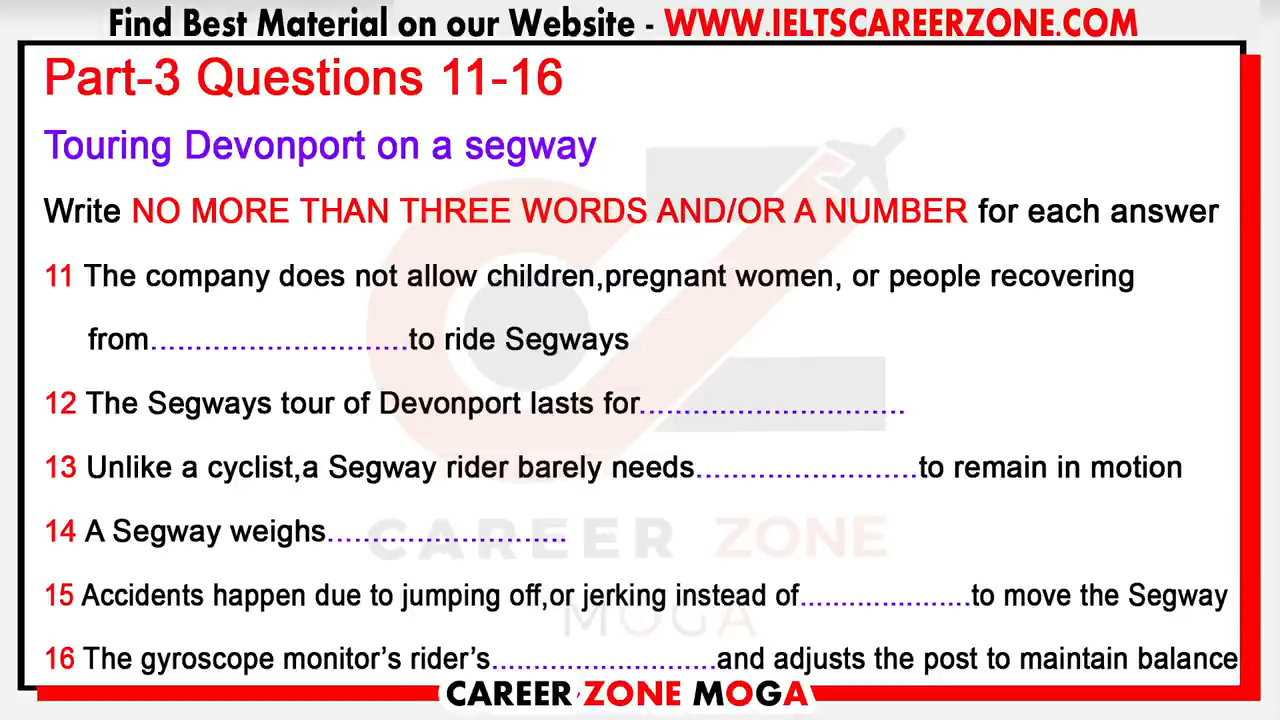 Find Best Material on our Website - WWW.IELTSCAREERZONE.COM
Part-3 Questions 11-16
Touring Devonport on a segway
Write NO MORE THAN THREE WORDS AND/OR A NUMBER for each answer
11 The company does not allow children,pregnant women, or people recovering
from.............................to ride Segways
12 The Segways tour of Devonport lasts for.............................
13 Unlike a cyclist,a Segway rider barely needs.........................to remain in motion
14 A Segway weighs..........................
CAREER ZONE
15 Accidents happen due to jumping off,or jerking instead of....................to move the Segway
MOGA
16 The gyroscope monitor’s rider’s.........................and adjusts the post to maintain balance
CAREER ZONE MOGA